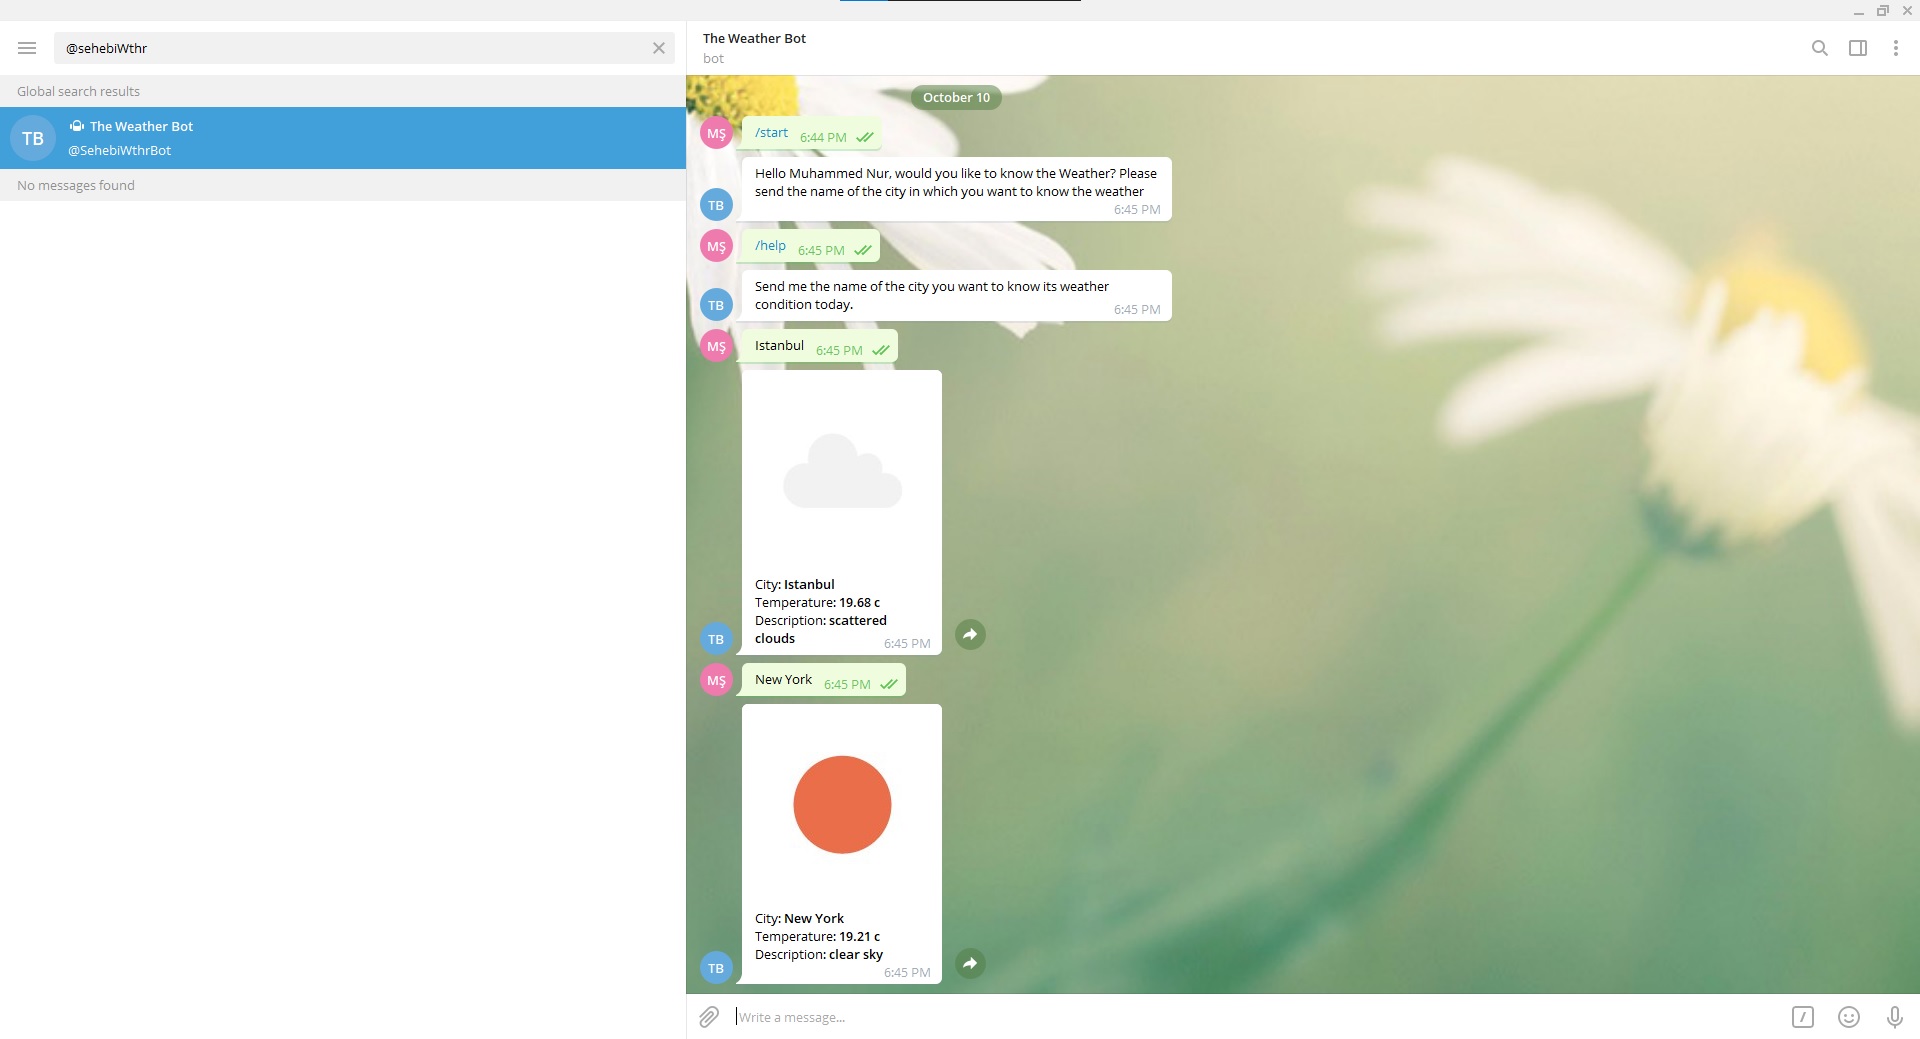 @sehebiWthr
Global search results
TB
The Weather Bot
@SehebiWthrBot
No messages found
The Weather Bot
bot
October 10
MŞ
/start 6:44 PM
Hello Muhammed Nur, would you like to know the Weather? Please
send the name of the city in which you want to know the weather
6:45 PM
TB
MŞ
/help 6:45 PM
Send me the name of the city you want to know its weather
condition today.
6:45 PM
TB
MŞ
Istanbul 6:45 PM
City: Istanbul
Temperature: 19.68 c
Description: scattered
clouds
6:45 PM
TB
MŞ
New York 6:45 PM
City: New York
Temperature: 19.21 c
Description: clear sky
6:45 PM
TB
Write a message...